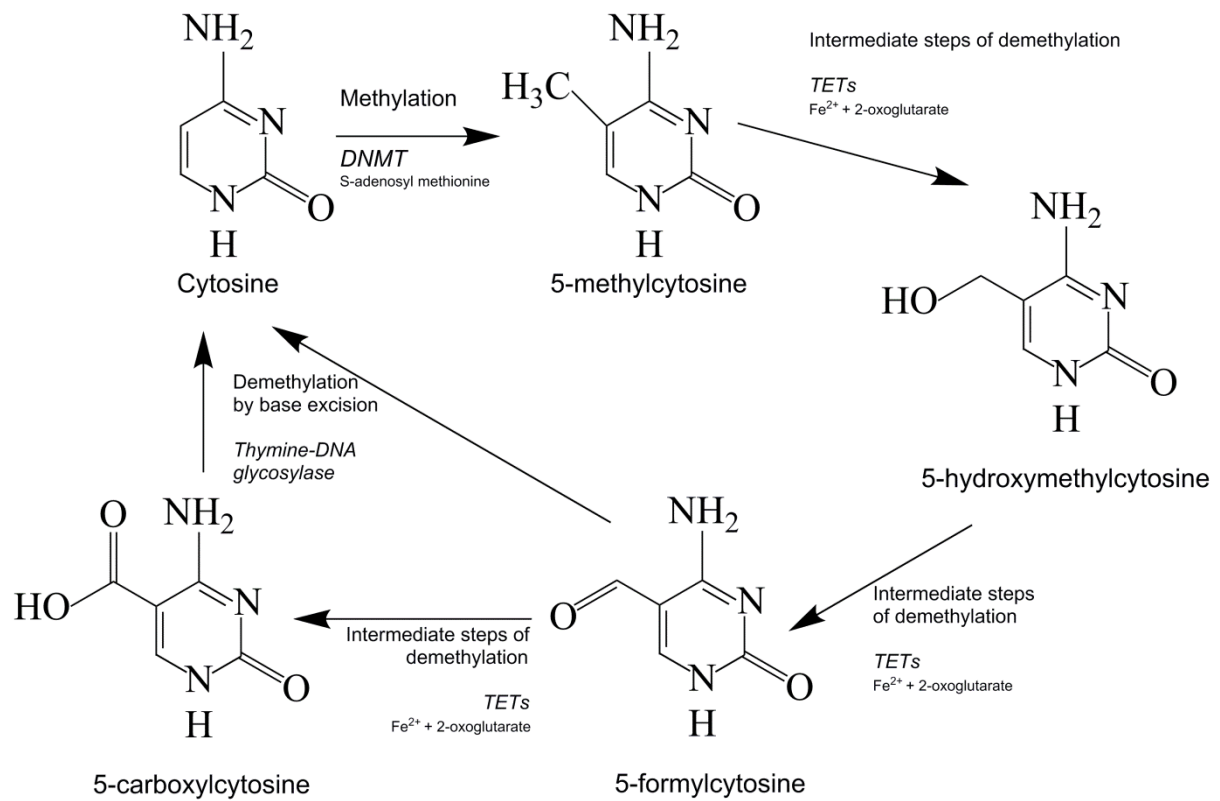 NH₂
N
N
H
O
Cytosine
Methylation
DNMT
S-adenosyl methionine
NH₂
H₃C
N
N
H
O
5-methylcytosine
Intermediate steps of demethylation
TETs
Fe²⁺ + 2-oxoglutarate
NH₂
HO
N
N
H
O
5-hydroxymethylcytosine
Intermediate steps
of demethylation
TETs
Fe²⁺ + 2-oxoglutarate
NH₂
O
N
N
H
O
5-formylcytosine
Intermediate steps of
demethylation
TETs
Fe²⁺ + 2-oxoglutarate
O
NH₂
HO
N
N
H
O
5-carboxylcytosine
Demethylation
by base excision
Thymine-DNA
glycosylase